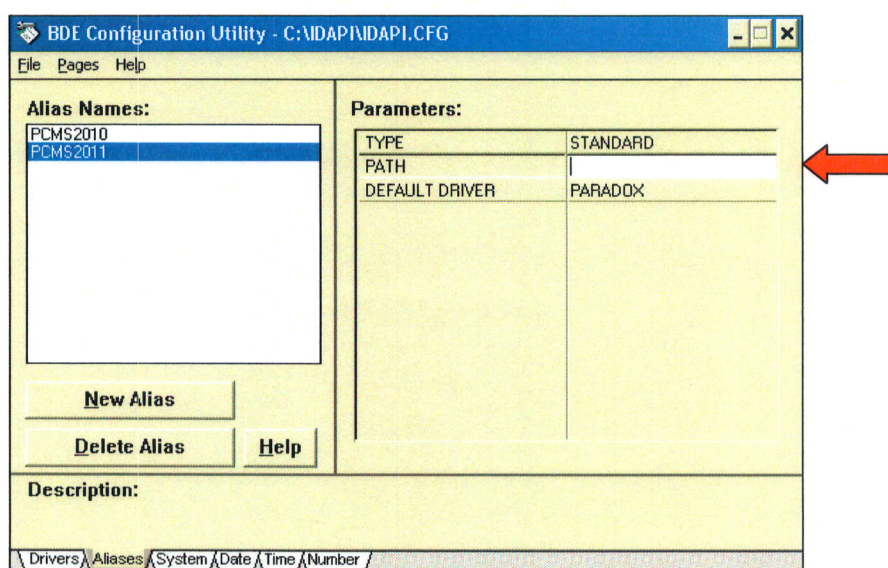 BDE Configuration Utility - C:\IDAPI\IDAPI.CFG
File Pages Help
Alias Names:
PCMS2010
PCMS2011
New Alias
Delete Alias Help
Parameters:
TYPE STANDARD
PATH
DEFAULT DRIVER PARADOX
Description:
Drivers Aliases System Date Time Number